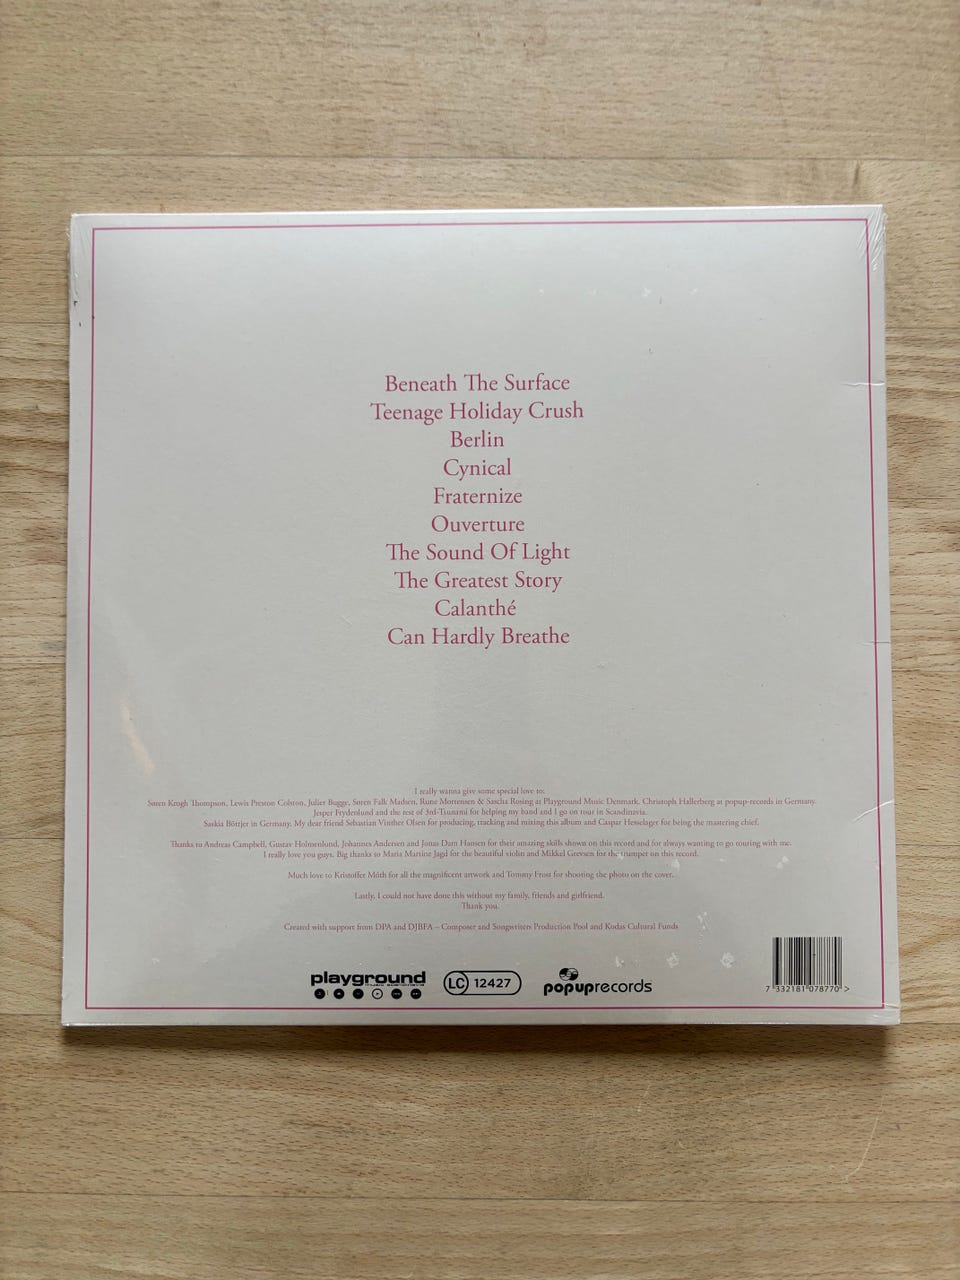 Beneath The Surface
Teenage Holiday Crush
Berlin
Cynical
Fraternize
Ouverture
The Sound Of Light
The Greatest Story
Calanthé
Can Hardly Breathe
I really wanna give some special love to:
Søren Krogh Thompson, Lewis Preston Colston, Julier Bugge, Søren Falk Madsen, Rune Mortensen & Sascha Rosing at Playground Music Denmark. Christoph Hallerberg at popup-records in Germany.
Jesper Frydenlund and the rest of 3rd-Tsunami for helping my band and I go on tour in Scandinavia.
Saskia Böttjer in Germany. My dear friend Sebastian Vinther Olsen for producing, tracking and mixing this album and Caspar Hesselager for being the mastering chief.
Thanks to Andreas Campbell, Gustav Holmenlund, Johannes Andersen and Jonas Dam Hansen for their amazing skills shown on this record and for always wanting to go touring with me.
I really love you guys. Big thanks to Maria Martine Jagd for the beautiful violin and Mikkel Grevsen for the trumpet on this record.
Much love to Kristoffer Móth for all the magnificent artwork and Tommy Frost for shooting the photo on the cover.
Lastly, I could not have done this without my family, friends and girlfriend.
Thank you.
Created with support from DPA and DJBFA – Composer and Songwriters Production Pool and Kodas Cultural Funds
playground
music scandinavia
LC 12427
popuprecords
7 332181 078770 >